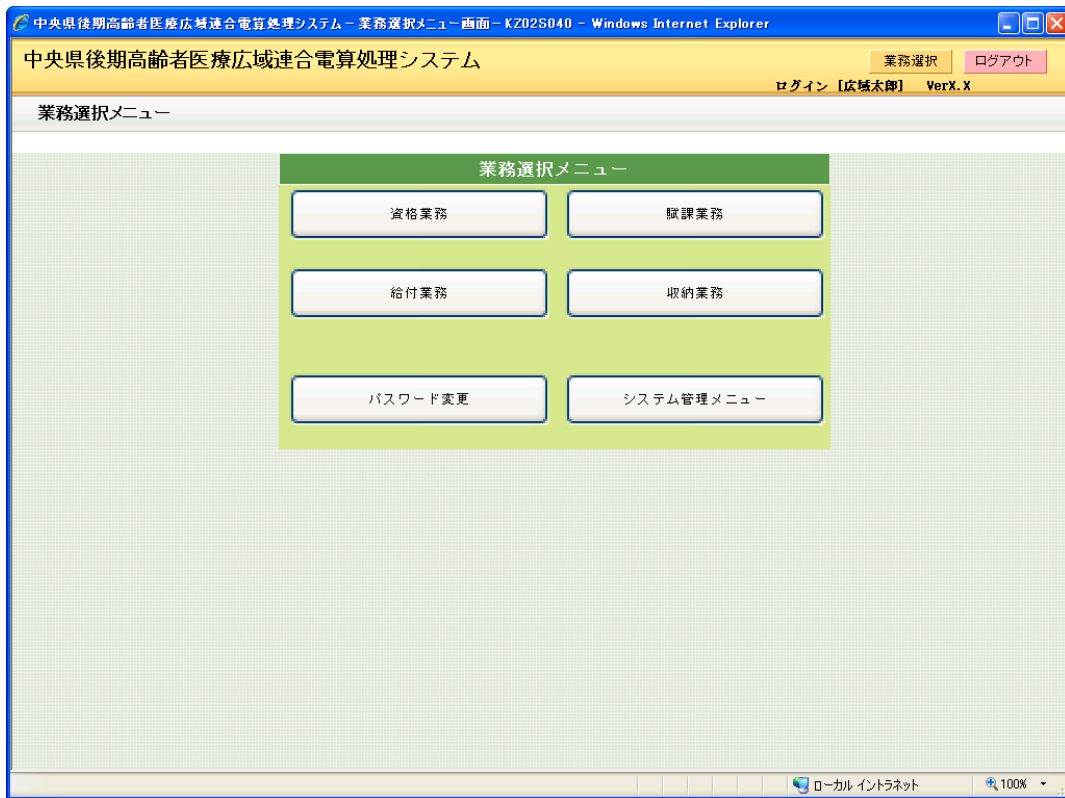 中央県後期高齢者医療広域連合電算処理システム－業務選択メニュー画面－KZ02S040 - Windows Internet Explorer
中央県後期高齢者医療広域連合電算処理システム
業務選択 ログアウト
ログイン [広域太郎] VerX.X
業務選択メニュー
業務選択メニュー
資格業務 賦課業務
給付業務 収納業務
パスワード変更 システム管理メニュー
ローカル イントラネット 100%